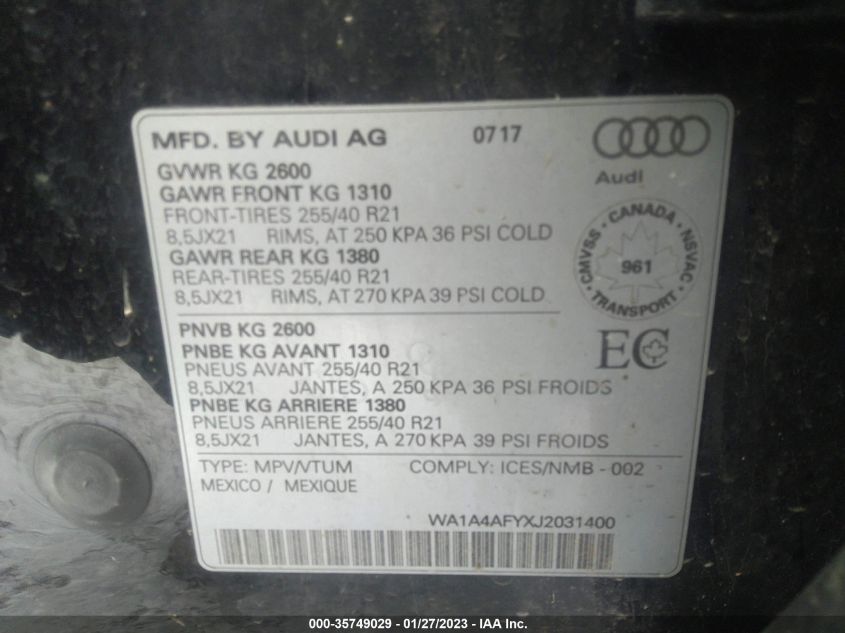 MFD. BY AUDI AG 0717
Audi
GVWR KG 2600
GAWR FRONT KG 1310
FRONT-TIRES 255/40 R21
8,5JX21 RIMS, AT 250 KPA 36 PSI COLD
GAWR REAR KG 1380
REAR-TIRES 255/40 R21
8,5JX21 RIMS, AT 270 KPA 39 PSI COLD
CMVSS · CANADA · NSVAC · TRANSPORT ·
961
PNVB KG 2600
PNBE KG AVANT 1310
PNEUS AVANT 255/40 R21
8,5JX21 JANTES, A 250 KPA 36 PSI FROIDS
PNBE KG ARRIERE 1380
PNEUS ARRIERE 255/40 R21
8,5JX21 JANTES, A 270 KPA 39 PSI FROIDS
EC
TYPE: MPV/VTUM COMPLY: ICES/NMB - 002
MEXICO / MEXIQUE
WA1A4AFYXJ2031400
000-35749029 - 01/27/2023 - IAA Inc.